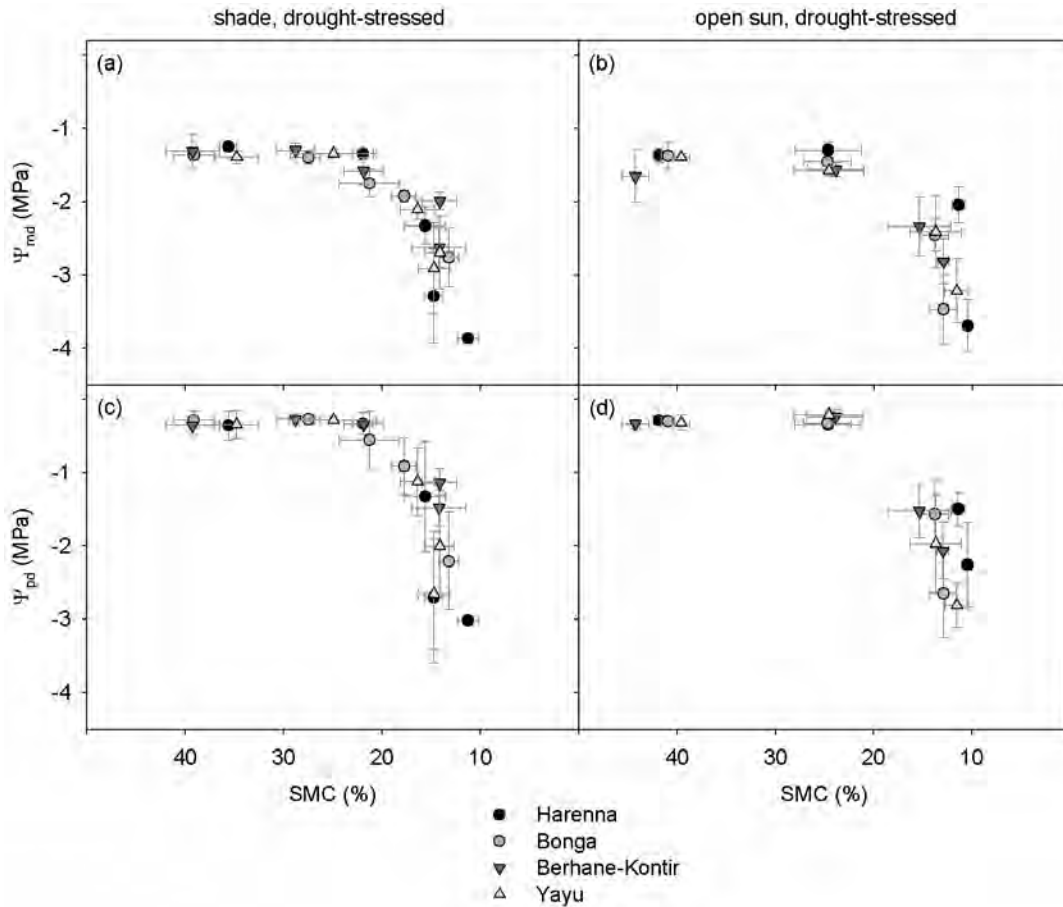 shade, drought-stressed
open sun, drought-stressed
(a)
(b)
-1
-2
-3
-4
Ψmd (MPa)
(c)
(d)
-1
-2
-3
-4
Ψpd (MPa)
40 30 20 10
40 30 20 10
SMC (%)
SMC (%)
Harenna
Bonga
Berhane-Kontir
Yayu